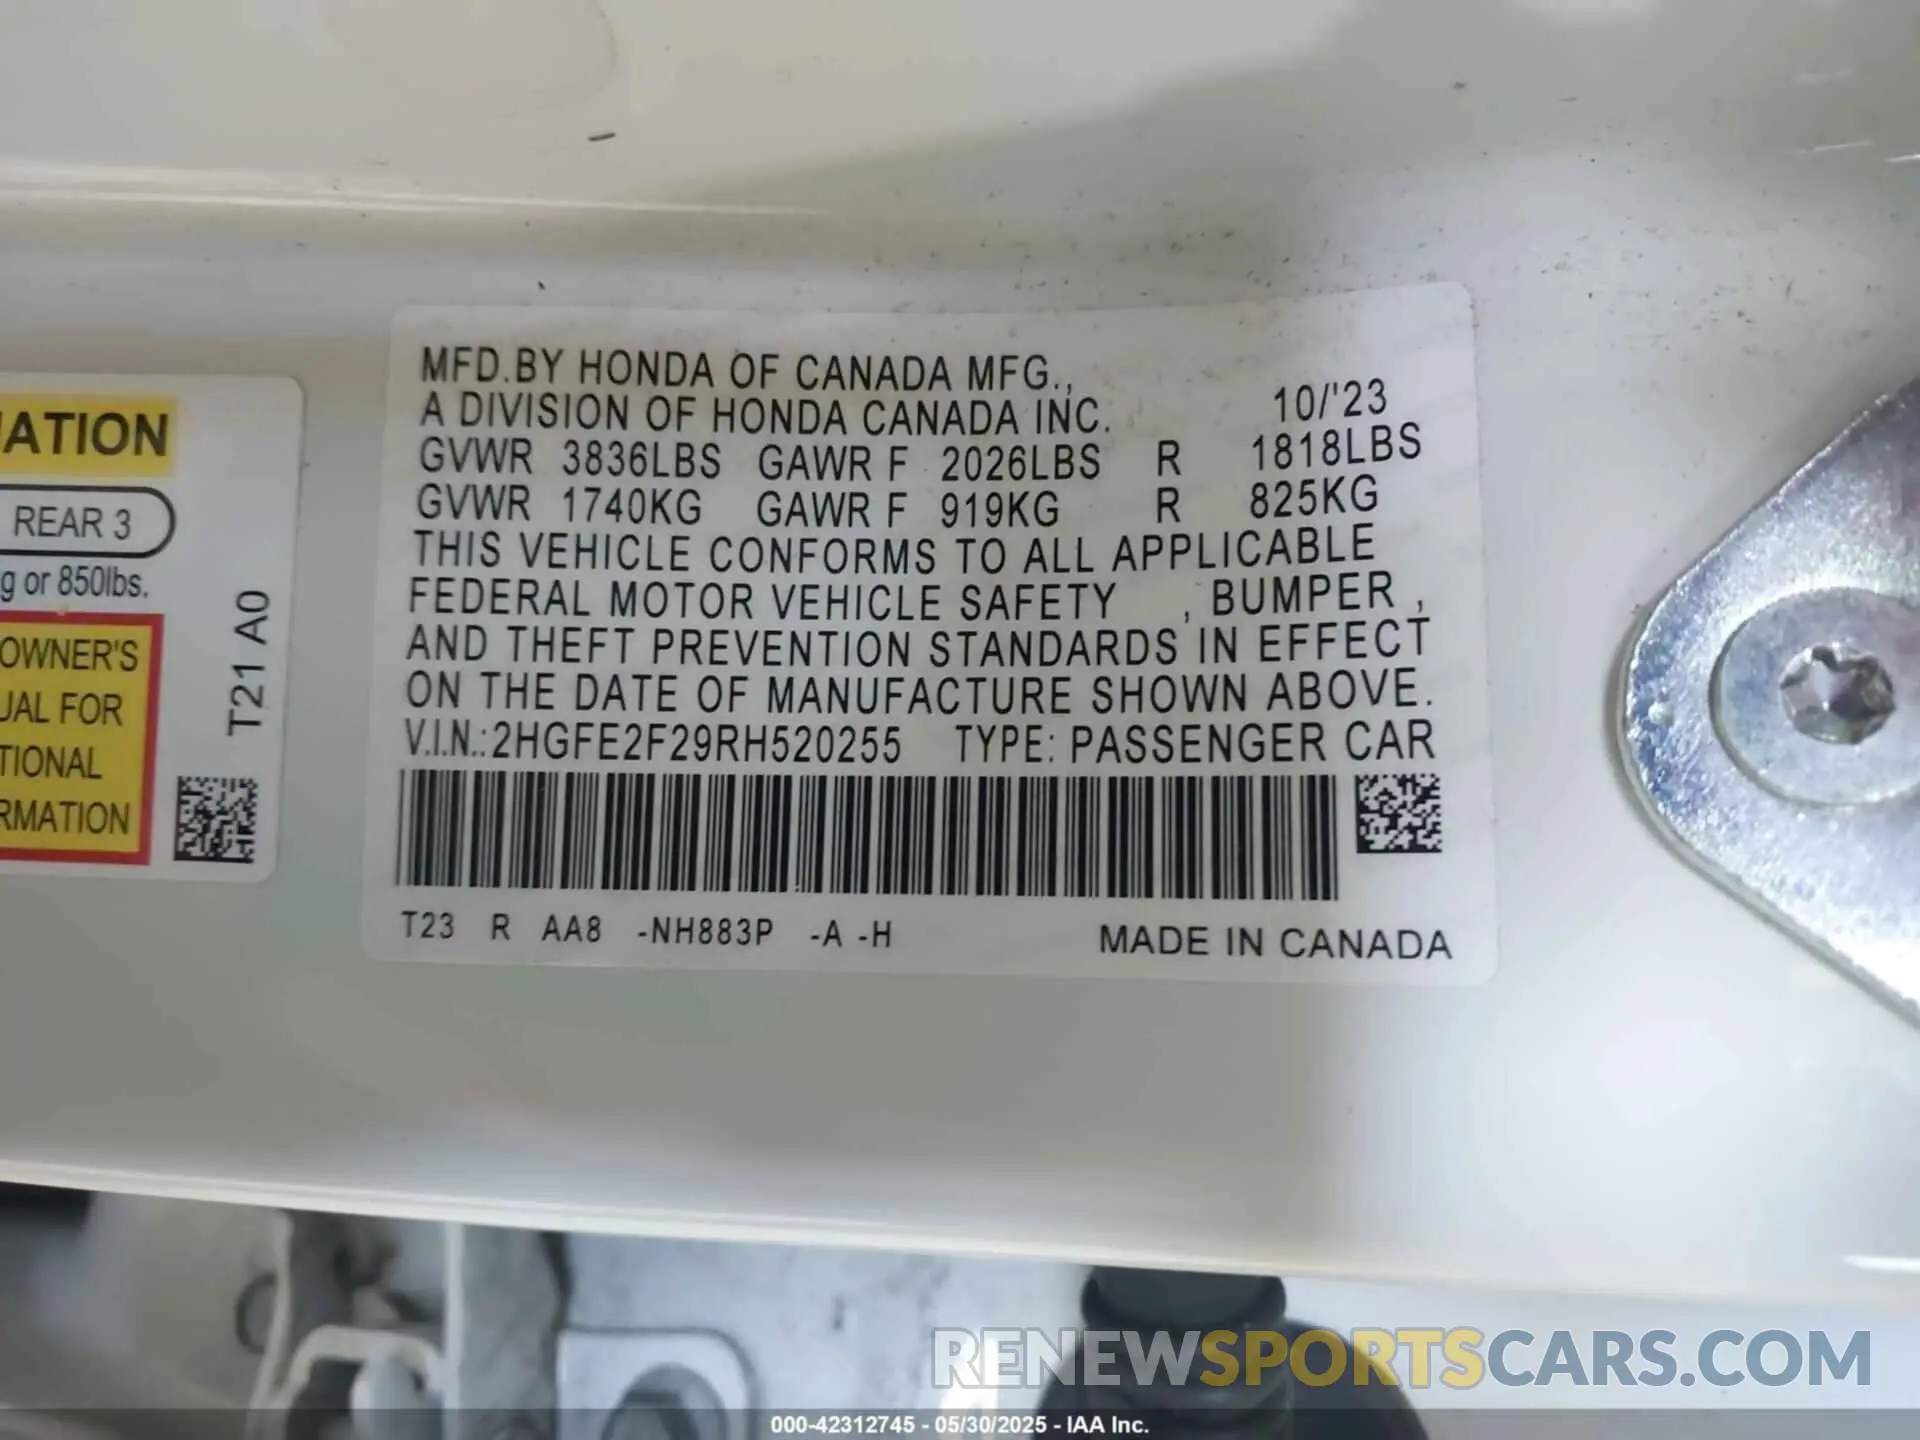 MATION
REAR 3
g or 850lbs.
OWNER'S
UAL FOR
TIONAL
RMATION
T21 A0
MFD.BY HONDA OF CANADA MFG.,
A DIVISION OF HONDA CANADA INC. 10/'23
GVWR 3836LBS GAWR F 2026LBS R 1818LBS
GVWR 1740KG GAWR F 919KG R 825KG
THIS VEHICLE CONFORMS TO ALL APPLICABLE
FEDERAL MOTOR VEHICLE SAFETY , BUMPER ,
AND THEFT PREVENTION STANDARDS IN EFFECT
ON THE DATE OF MANUFACTURE SHOWN ABOVE.
V.I.N.:2HGFE2F29RH520255 TYPE: PASSENGER CAR
T23 R AA8 -NH883P -A -H MADE IN CANADA
RENEWSPORTSCARS.COM
000-42312745 - 05/30/2025 - IAA Inc.